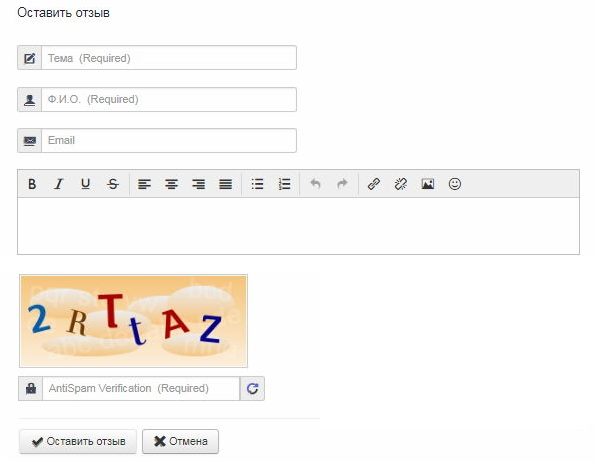 Оставить отзыв
Тема (Required)
Ф.И.О. (Required)
Email
B I U S
2RTtAZ
AntiSpam Verification (Required)
Оставить отзыв Отмена